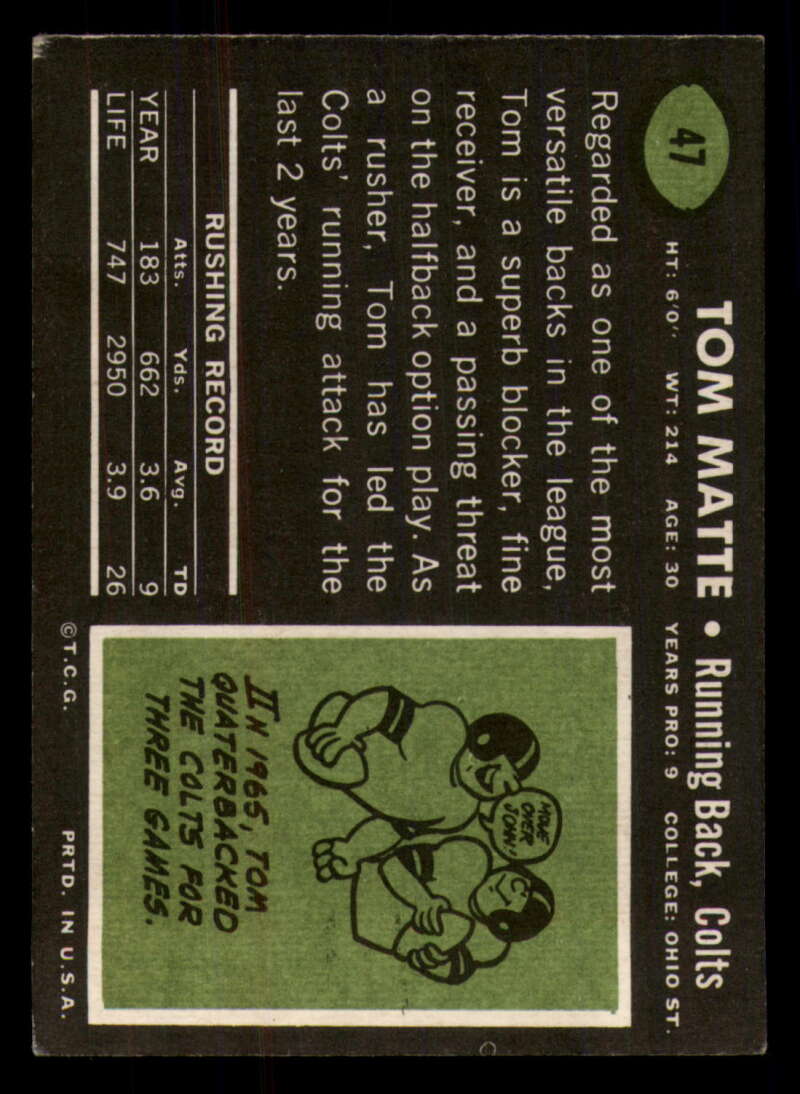 47
TOM MATTE • Running Back, Colts
HT: 6'0" WT: 214 AGE: 30 YEARS PRO: 9 COLLEGE: OHIO ST.
Regarded as one of the most
versatile backs in the league,
Tom is a superb blocker, fine
receiver, and a passing threat
on the halfback option play. As
a rusher, Tom has led the
Colts' running attack for the
last 2 years.
RUSHING RECORD
Atts. Yds. Avg. TD
YEAR 183 662 3.6 9
LIFE 747 2950 3.9 26
MOVE
OVER
JOHN!
IN 1965, TOM
QUATERBACKED
THE COLTS FOR
THREE GAMES.
©T.C.G. PRTD. IN U.S.A.